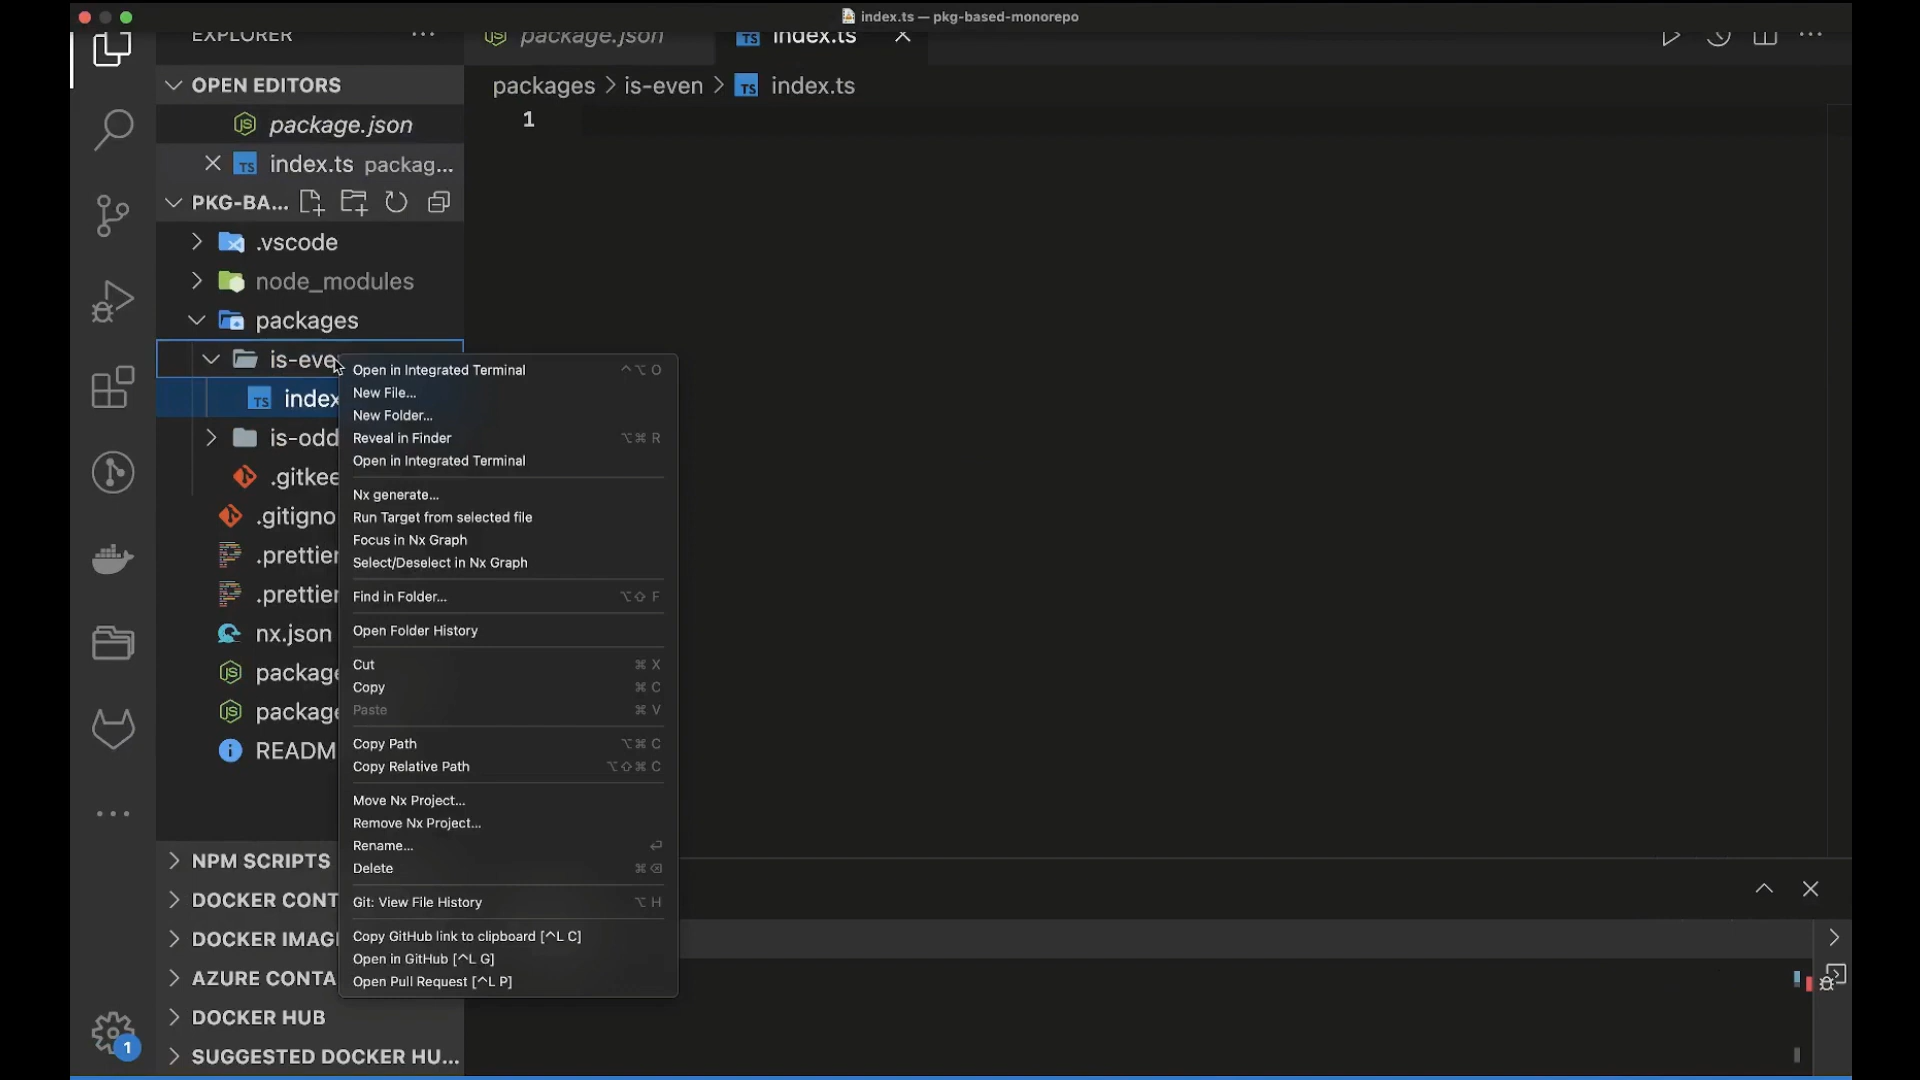 index.ts — pkg-based-monorepo
EXPLORER
package.json
TS index.ts
OPEN EDITORS
package.json
TS index.ts packag...
PKG-BA...
.vscode
node_modules
packages
is-eve
TS index
is-odd
.gitkee
.gitigno
.prettier
.prettier
nx.json
package
package
READM
NPM SCRIPTS
DOCKER CONT
DOCKER IMAG
AZURE CONTA
DOCKER HUB
SUGGESTED DOCKER HU...
1
packages > is-even > TS index.ts
1
Open in Integrated Terminal ^⌥ O
New File...
New Folder...
Reveal in Finder ⌥⌘ R
Open in Integrated Terminal
Nx generate...
Run Target from selected file
Focus in Nx Graph
Select/Deselect in Nx Graph
Find in Folder... ⌥⇧ F
Open Folder History
Cut ⌘ X
Copy ⌘ C
Paste ⌘ V
Copy Path ⌥⌘ C
Copy Relative Path ⌥⇧⌘ C
Move Nx Project...
Remove Nx Project...
Rename... ⏎
Delete ⌘⌫
Git: View File History ⌥ H
Copy GitHub link to clipboard [^L C]
Open in GitHub [^L G]
Open Pull Request [^L P]